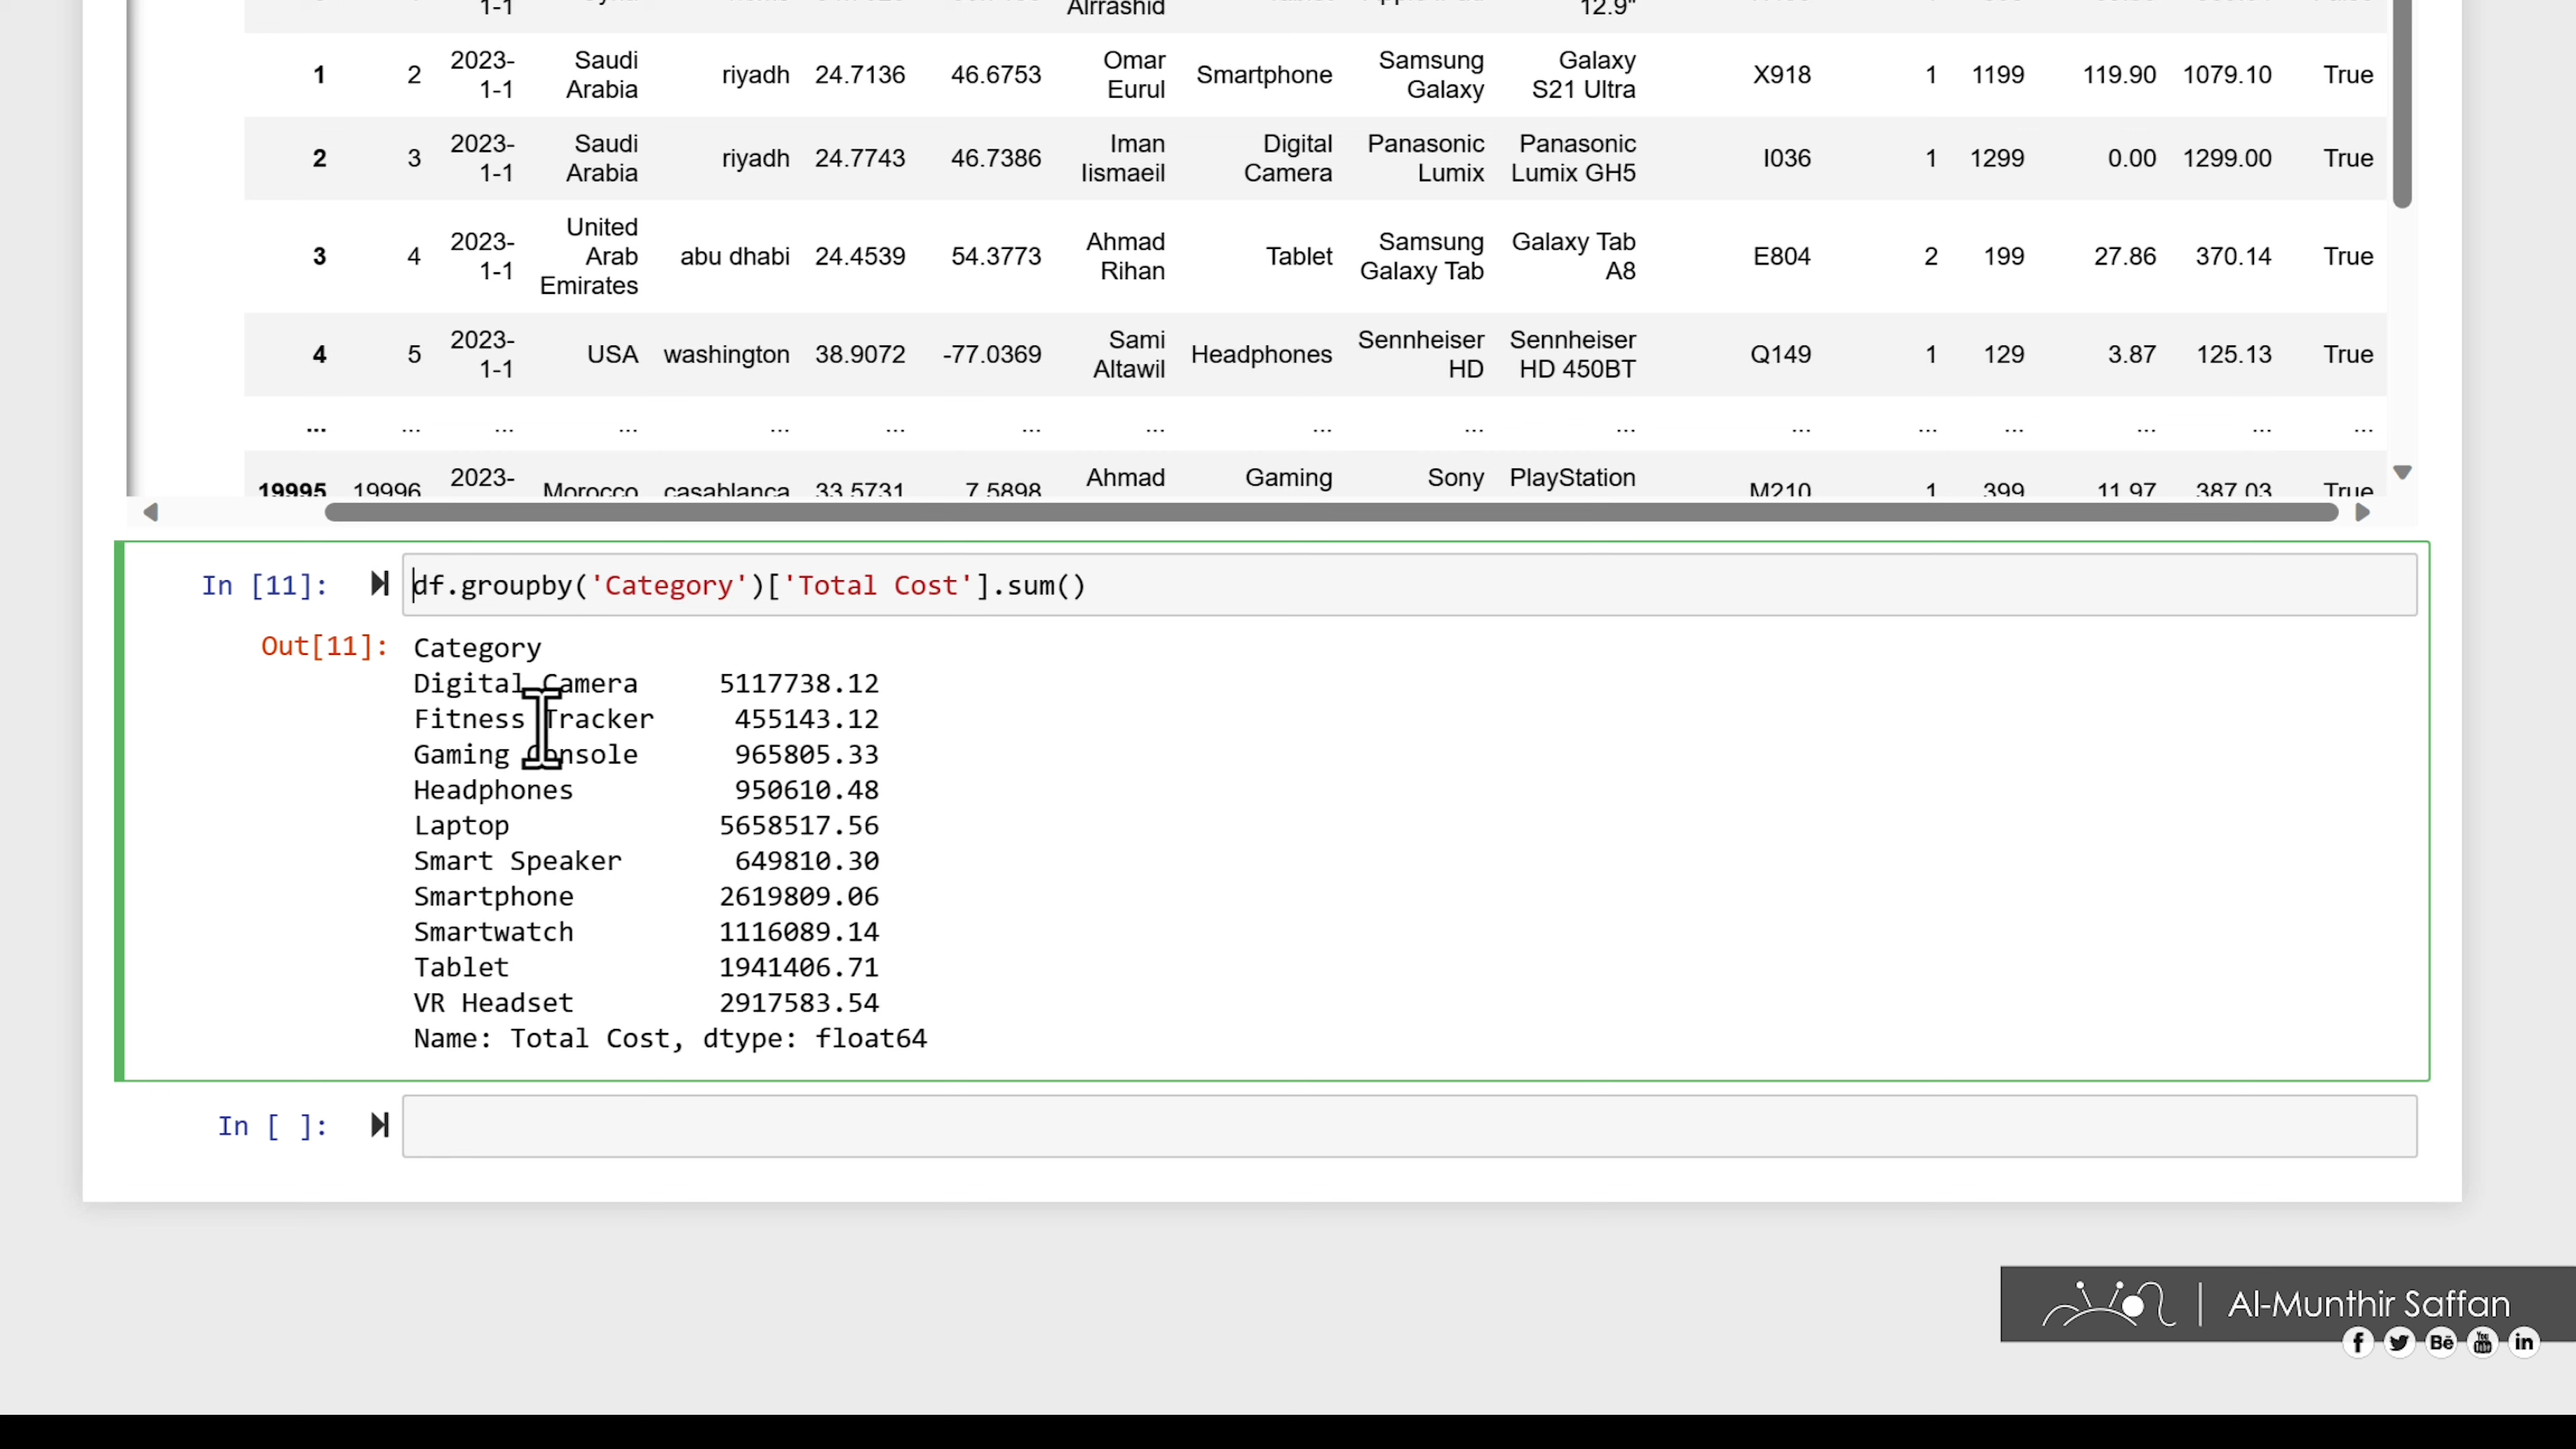 1-1 Alrrashid 12.9"
1 2 2023-1-1 Saudi Arabia riyadh 24.7136 46.6753 Omar Eurul Smartphone Samsung Galaxy Galaxy S21 Ultra X918 1 1199 119.90 1079.10 True
2 3 2023-1-1 Saudi Arabia riyadh 24.7743 46.7386 Iman Iismaeil Digital Camera Panasonic Lumix Panasonic Lumix GH5 I036 1 1299 0.00 1299.00 True
3 4 2023-1-1 United Arab Emirates abu dhabi 24.4539 54.3773 Ahmad Rihan Tablet Samsung Galaxy Tab Galaxy Tab A8 E804 2 199 27.86 370.14 True
4 5 2023-1-1 USA washington 38.9072 -77.0369 Sami Altawil Headphones Sennheiser HD Sennheiser HD 450BT Q149 1 129 3.87 125.13 True
... ... ... ... ... ... ... ... ... ... ... ... ... ... ... ... ...
19995 19996 2023- Morocco casablanca 33.5731 7.5898 Ahmad Gaming Sony PlayStation M210 1 399 11.97 387.03 True
In [11]: df.groupby('Category')['Total Cost'].sum()
Out[11]: Category
Digital Camera 5117738.12
Fitness Tracker 455143.12
Gaming Console 965805.33
Headphones 950610.48
Laptop 5658517.56
Smart Speaker 649810.30
Smartphone 2619809.06
Smartwatch 1116089.14
Tablet 1941406.71
VR Headset 2917583.54
Name: Total Cost, dtype: float64
In [ ]:
Al-Munthir Saffan